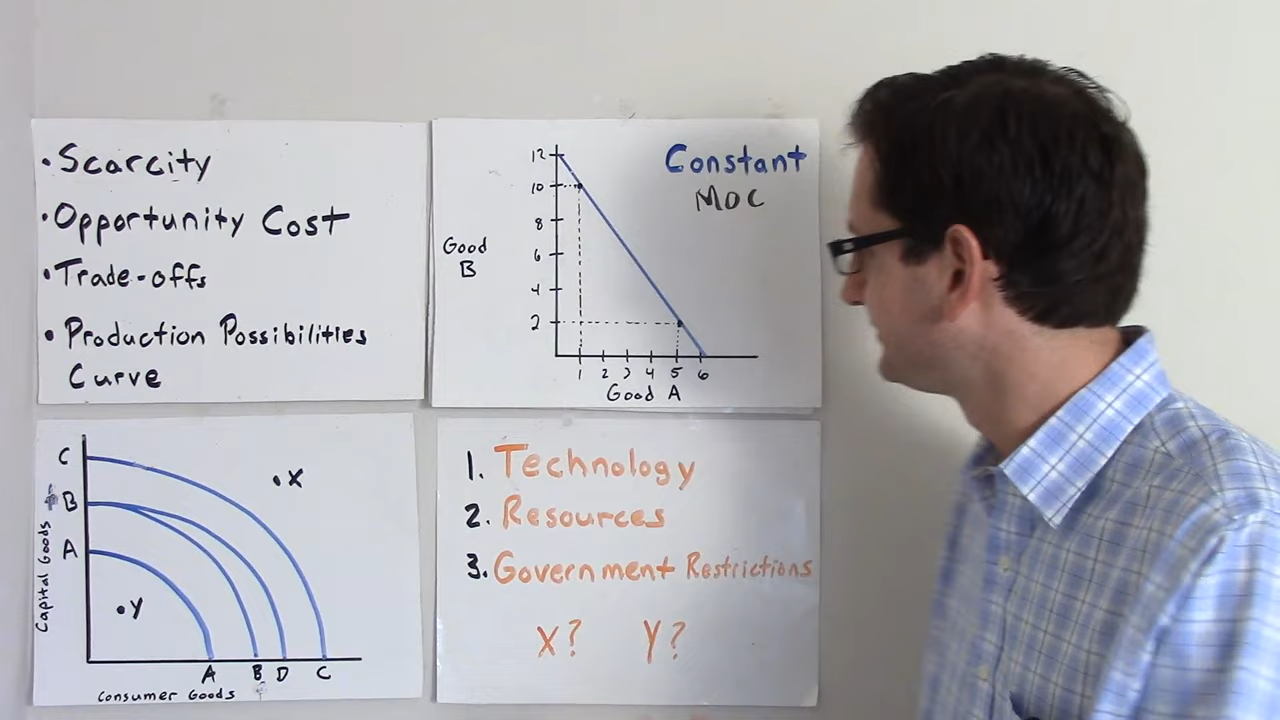 • Scarcity
• Opportunity Cost
• Trade-offs
• Production Possibilities
Curve
Constant
MOC
12
10
8
6
4
2
Good
B
1 2 3 4 5 6
Good A
C
B
A
Capital Goods
• X
• Y
A B D C
Consumer Goods
1. Technology
2. Resources
3. Government Restrictions
X? Y?